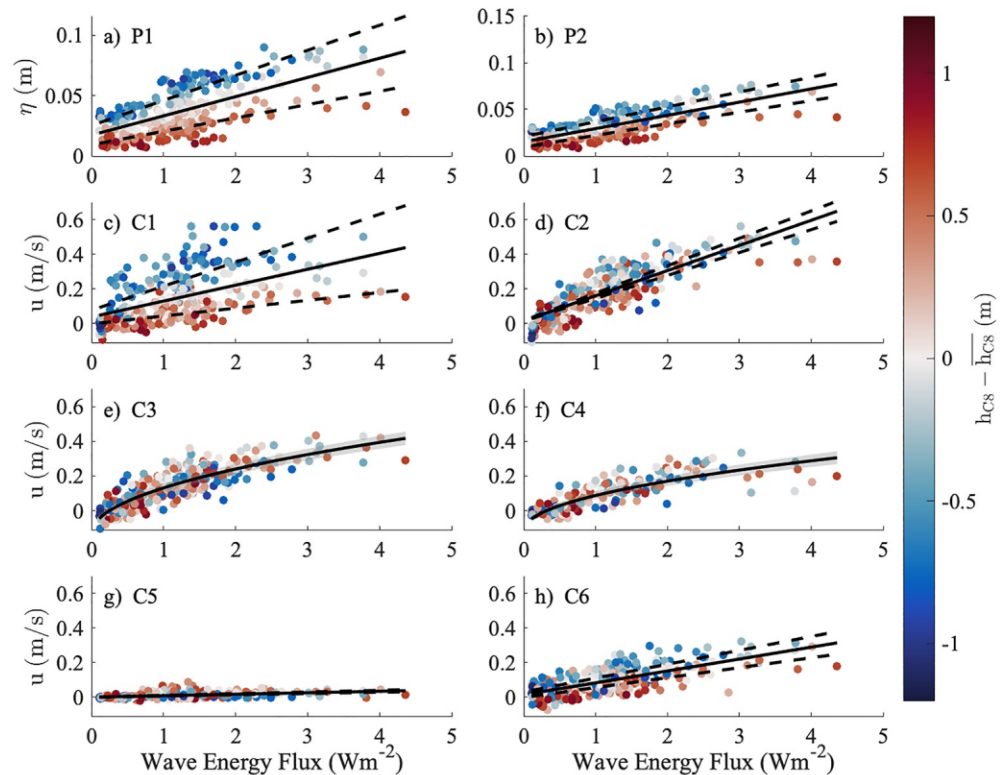 a) P1
η (m)
0.1
0.05
0
0 1 2 3 4 5
b) P2
0.15
0.1
0.05
0
0 1 2 3 4 5
c) C1
u (m/s)
0.6
0.4
0.2
0
0 1 2 3 4 5
d) C2
0.6
0.4
0.2
0
0 1 2 3 4 5
e) C3
u (m/s)
0.6
0.4
0.2
0
0 1 2 3 4 5
f) C4
0.6
0.4
0.2
0
0 1 2 3 4 5
g) C5
u (m/s)
0.6
0.4
0.2
0
0 1 2 3 4 5
Wave Energy Flux (Wm⁻²)
h) C6
0.6
0.4
0.2
0
0 1 2 3 4 5
Wave Energy Flux (Wm⁻²)
1
0.5
0
-0.5
-1
h_C8 − h̅_C8 (m)